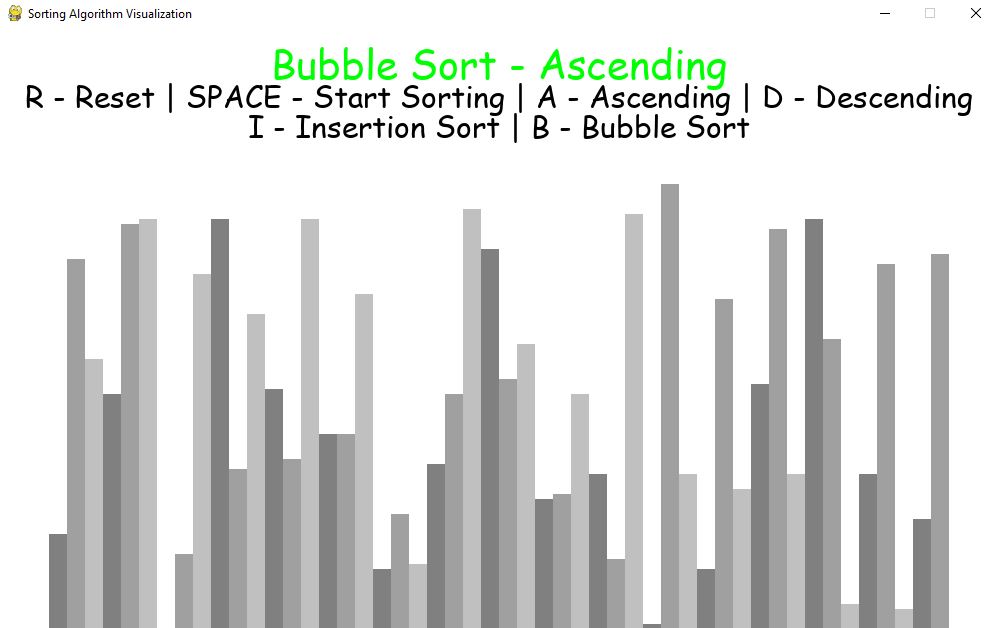 Sorting Algorithm Visualization
Bubble Sort - Ascending
R - Reset | SPACE - Start Sorting | A - Ascending | D - Descending
I - Insertion Sort | B - Bubble Sort